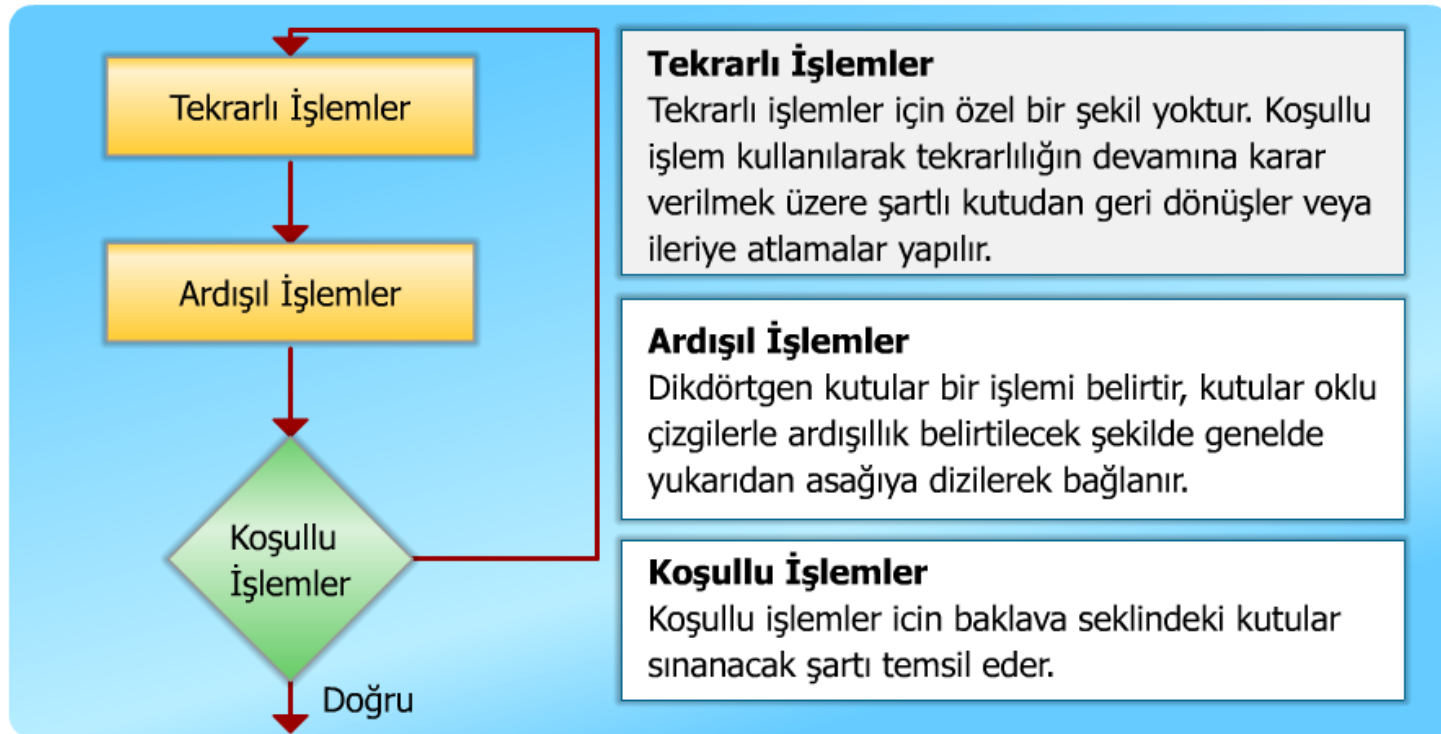 Tekrarlı İşlemler
Ardışıl İşlemler
Koşullu
İşlemler
Doğru
Tekrarlı İşlemler
Tekrarlı işlemler için özel bir şekil yoktur. Koşullu
işlem kullanılarak tekrarlılığın devamına karar
verilmek üzere şartlı kutudan geri dönüşler veya
ileriye atlamalar yapılır.
Ardışıl İşlemler
Dikdörtgen kutular bir işlemi belirtir, kutular oklu
çizgilerle ardışıllık belirtilecek şekilde genelde
yukarıdan asağıya dizilerek bağlanır.
Koşullu İşlemler
Koşullu işlemler icin baklava seklindeki kutular
sınanacak şartı temsil eder.